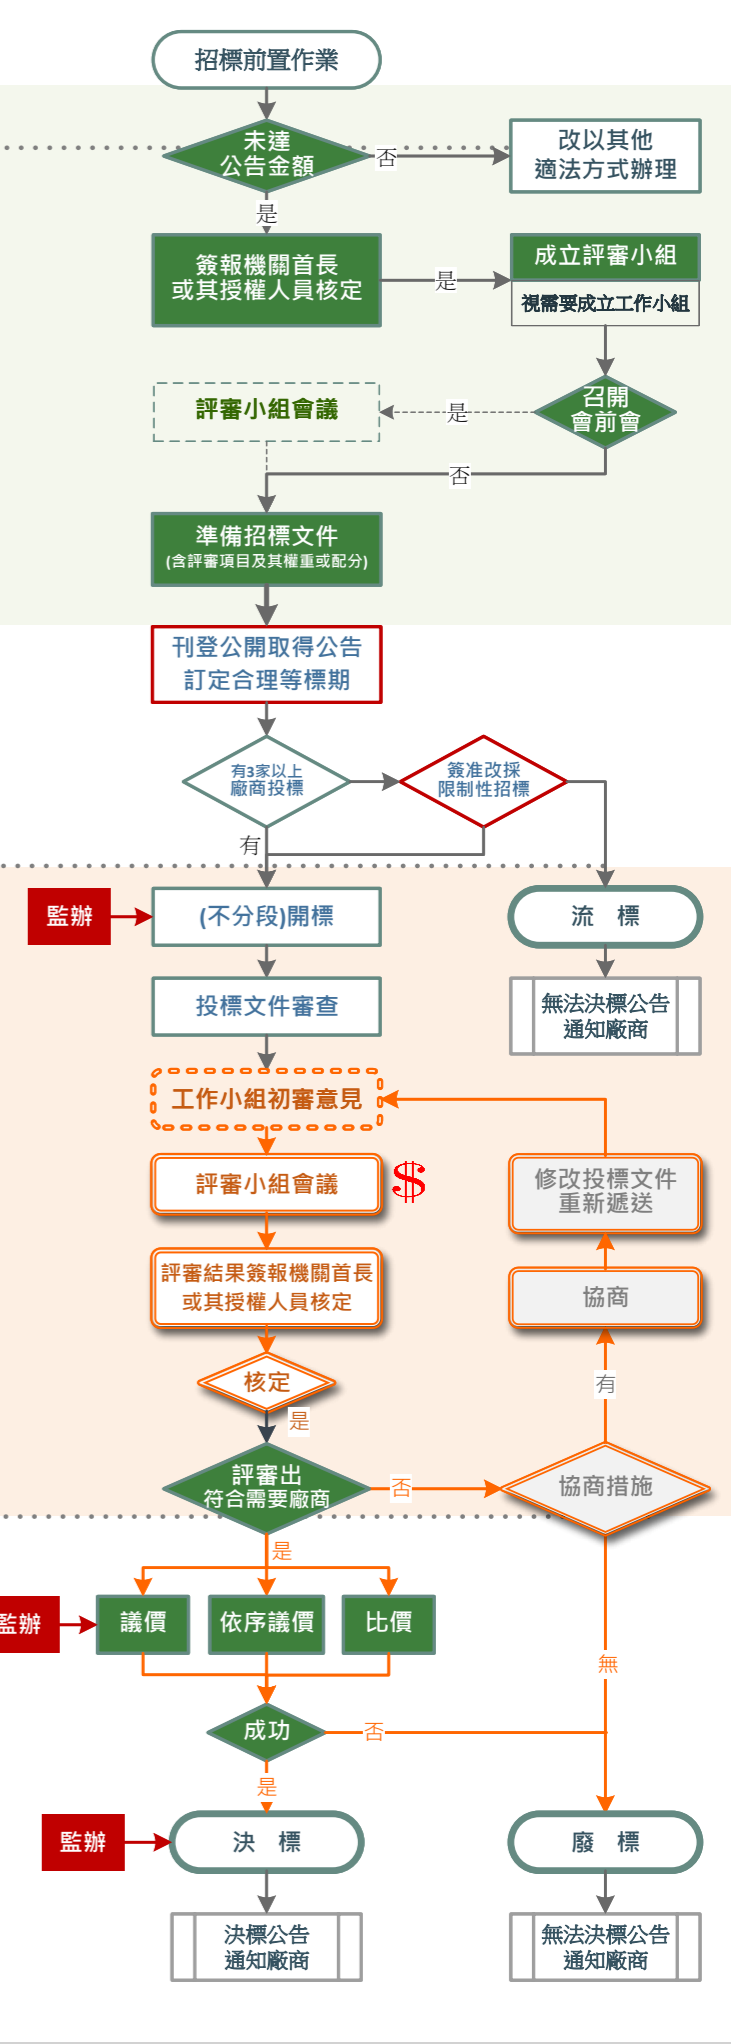 招標前置作業
未達
公告金額
否
改以其他
適法方式辦理
是
簽報機關首長
或其授權人員核定
是
成立評審小組
視需要成立工作小組
評審小組會議
是
召開
會前會
否
準備招標文件
(含評審項目及其權重或配分)
刊登公開取得公告
訂定合理等標期
有3家以上
廠商投標
簽准改採
限制性招標
有
監辦
(不分段)開標
流 標
投標文件審查
無法決標公告
通知廠商
工作小組初審意見
評審小組會議
$
修改投標文件
重新遞送
評審結果簽報機關首長
或其授權人員核定
協商
核定
有
是
評審出
符合需要廠商
否
協商措施
是
監辦
議價
依序議價
比價
無
成功
否
是
監辦
決 標
廢 標
決標公告
通知廠商
無法決標公告
通知廠商